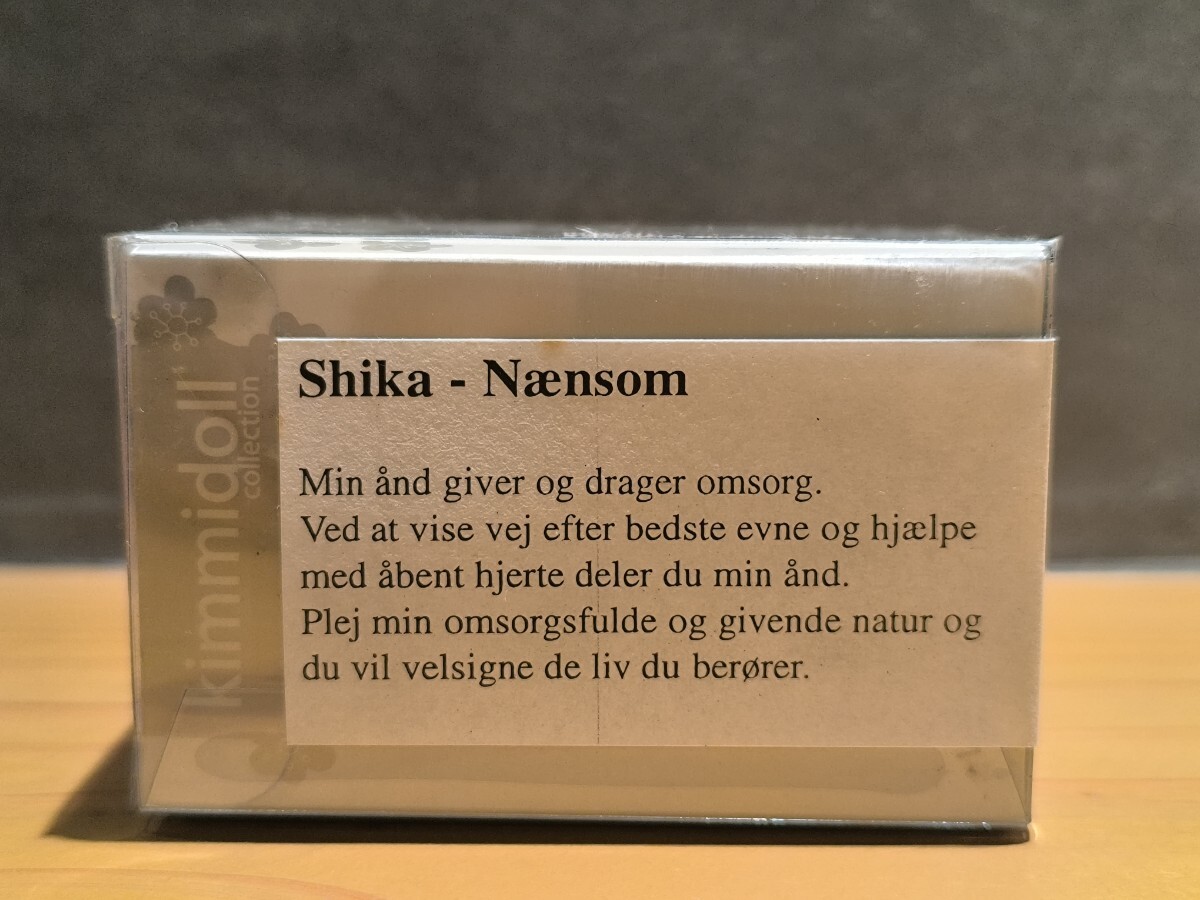 Shika - Nænsom
Min ånd giver og drager omsorg.
Ved at vise vej efter bedste evne og hjælpe
med åbent hjerte deler du min ånd.
Plej min omsorgsfulde og givende natur og
du vil velsigne de liv du berører.
kimmidoll
collection